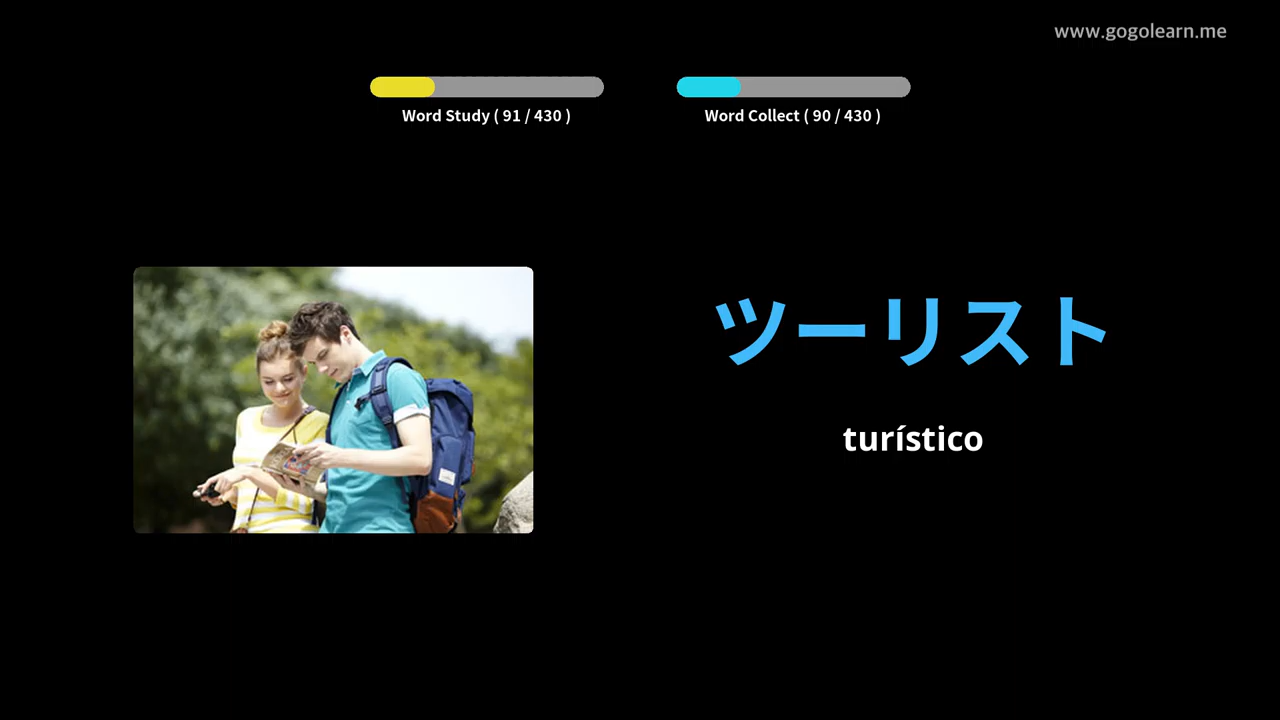 www.gogolearn.me
Word Study ( 91 / 430 )
Word Collect ( 90 / 430 )
ツーリスト
turístico